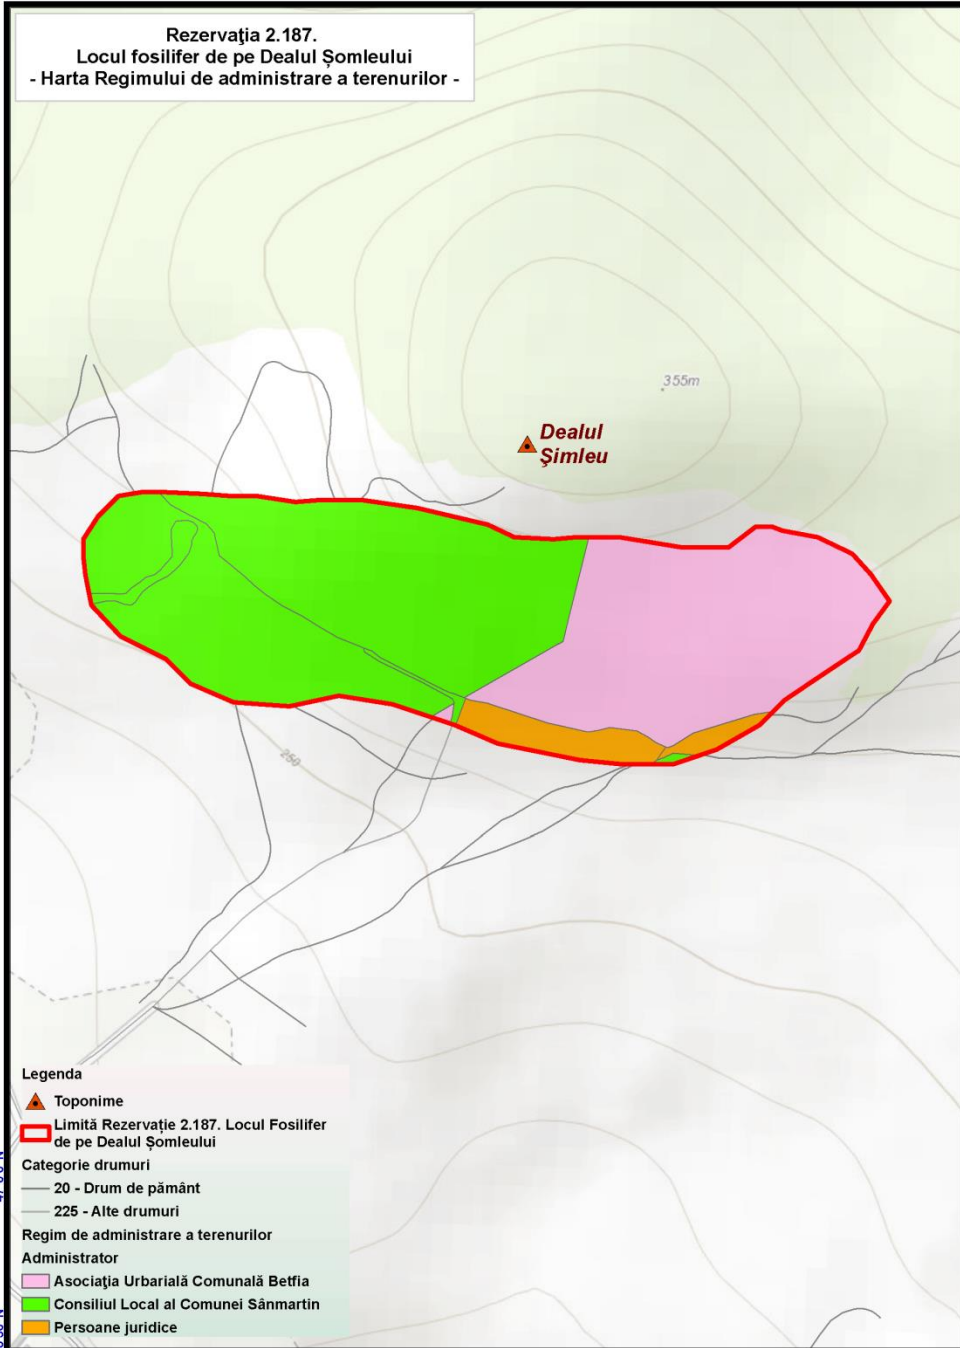 Rezervaţia 2.187.
Locul fosilifer de pe Dealul Șomleului
- Harta Regimului de administrare a terenurilor -
355m
Dealul
Şimleu
250
Legenda
Toponime
Limită Rezervație 2.187. Locul Fosilifer
de pe Dealul Șomleului
Categorie drumuri
20 - Drum de pământ
225 - Alte drumuri
Regim de administrare a terenurilor
Administrator
Asociaţia Urbarială Comunală Betfia
Consiliul Local al Comunei Sânmartin
Persoane juridice